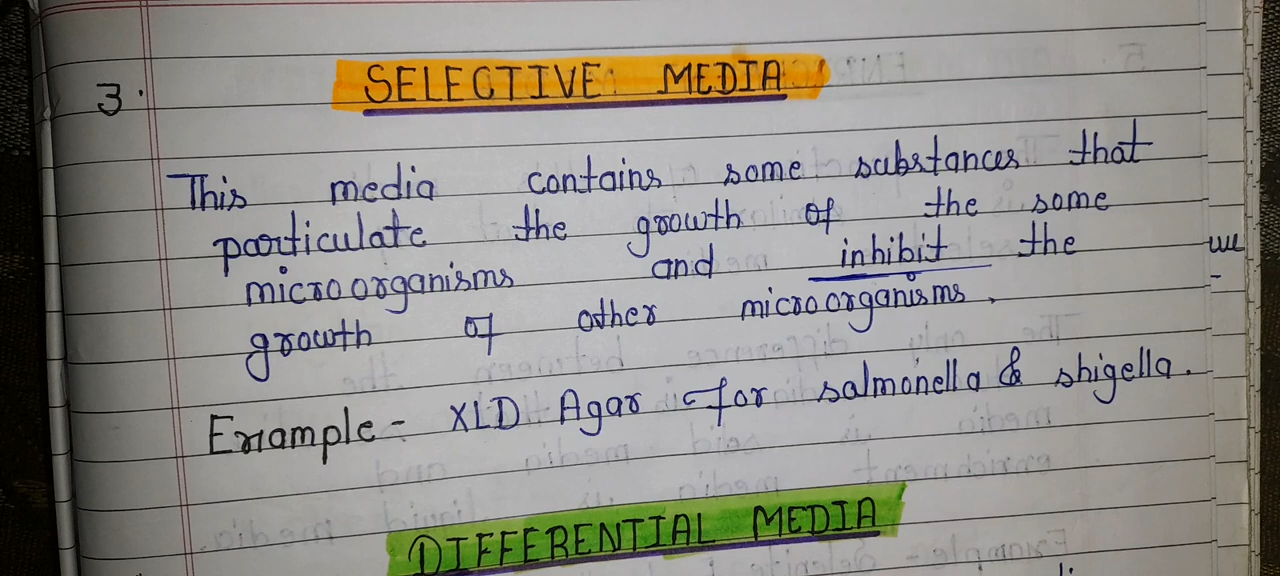 3. SELECTIVE MEDIA
This media contains some substances that
particulate the growth of the some
microorganisms and inhibit the
growth of other microorganisms.
Example - XLD Agar - for salmonella & shigella.
DIFFERENTIAL MEDIA